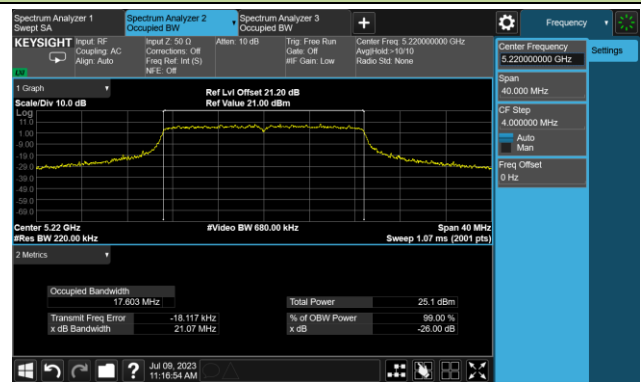 Spectrum Analyzer 1
Swept SA
Spectrum Analyzer 2
Occupied BW
Spectrum Analyzer 3
Occupied BW
Frequency
KEYSIGHT
Input: RF
Coupling: AC
Align: Auto
Input Z: 50 Ω
Corrections: Off
Freq Ref: Int (S)
NFE: Off
Atten: 10 dB
Trig: Free Run
Gate: Off
#IF Gain: Low
Center Freq: 5.220000000 GHz
Avg|Hold:>10/10
Radio Std: None
Center Frequency
5.220000000 GHz
Settings
Span
40.000 MHz
CF Step
4.000000 MHz
Auto
Man
Freq Offset
0 Hz
1 Graph
Scale/Div 10.0 dB
Ref Lvl Offset 21.20 dB
Ref Value 21.00 dBm
Log
11.0
1.00
-9.00
-19.0
-29.0
-39.0
-49.0
-59.0
-69.0
Center 5.22 GHz
#Res BW 220.00 kHz
#Video BW 680.00 kHz
Span 40 MHz
Sweep 1.07 ms (2001 pts)
2 Metrics
Occupied Bandwidth
17.603 MHz
Total Power 25.1 dBm
Transmit Freq Error -18.117 kHz
% of OBW Power 99.00 %
x dB Bandwidth 21.07 MHz
x dB -26.00 dB
Jul 09, 2023
11:16:54 AM